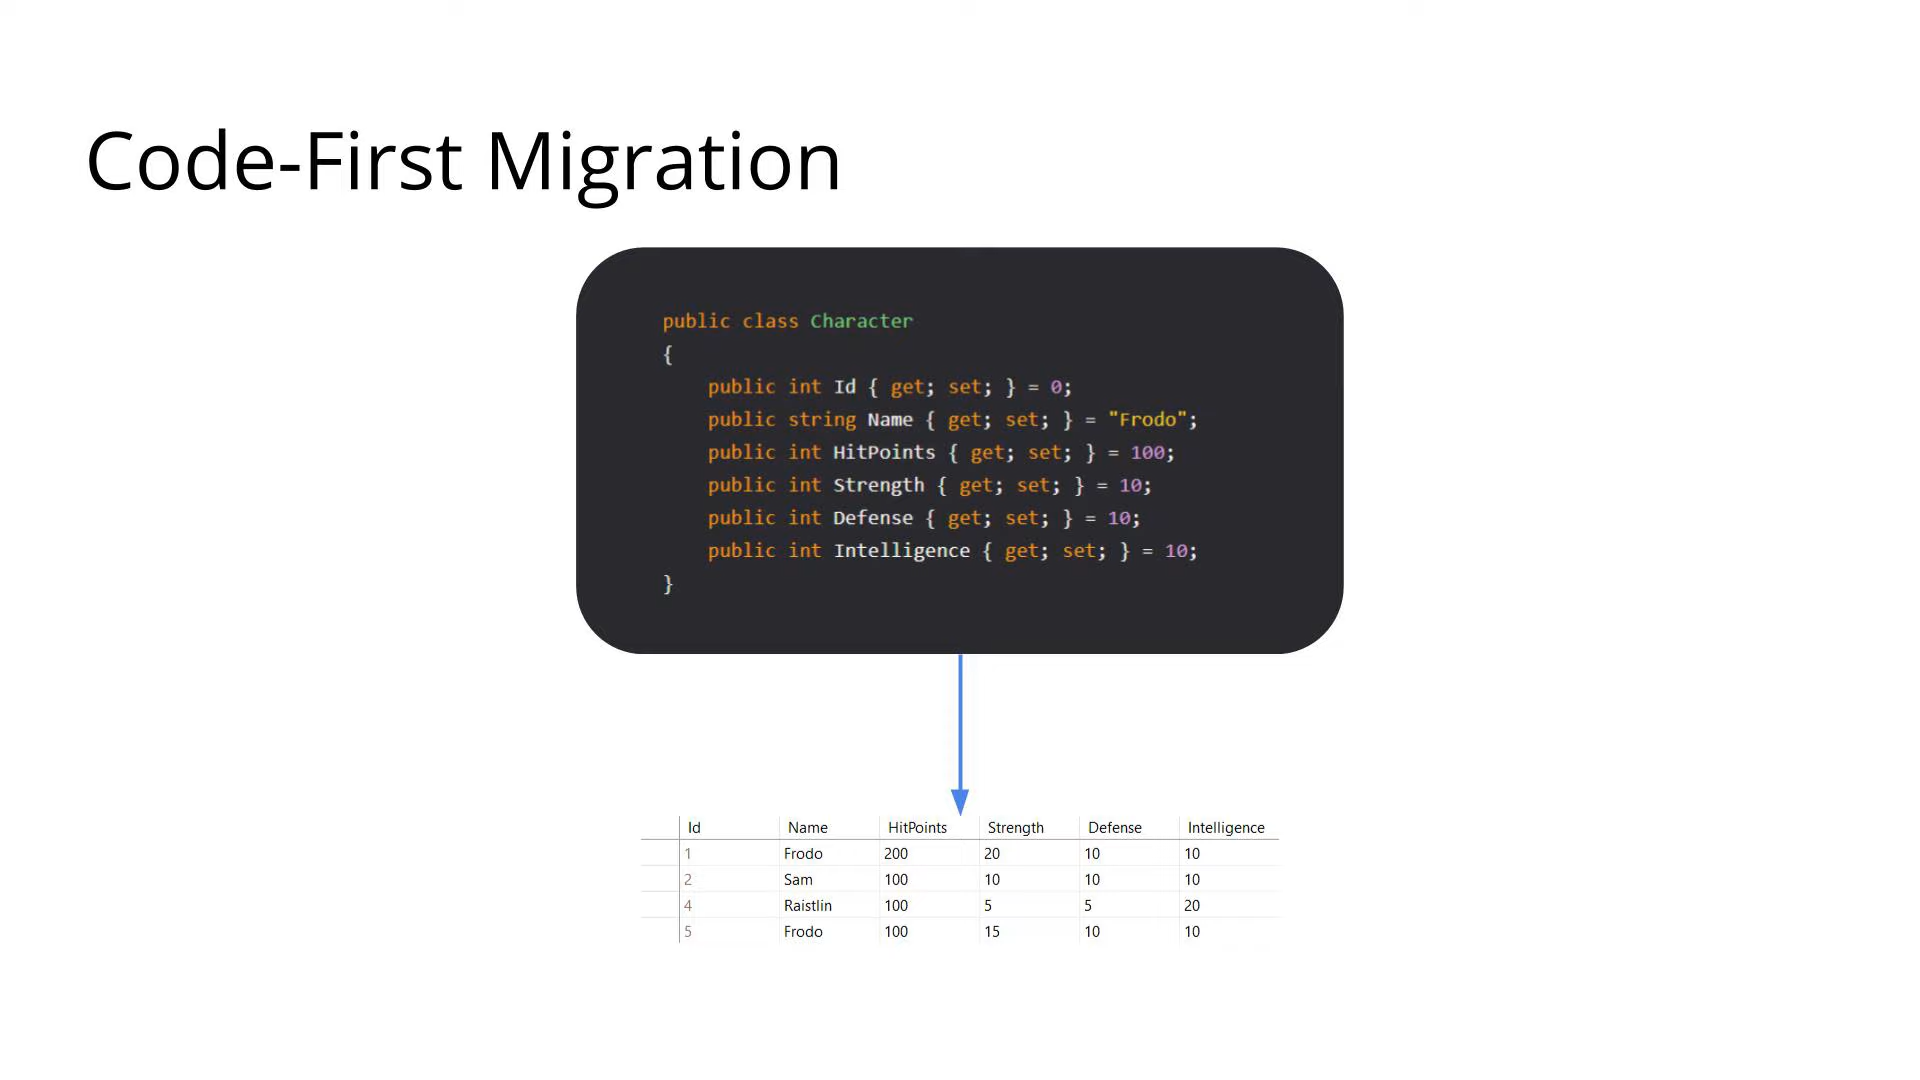 Code-First Migration
public class Character
{
public int Id { get; set; } = 0;
public string Name { get; set; } = "Frodo";
public int HitPoints { get; set; } = 100;
public int Strength { get; set; } = 10;
public int Defense { get; set; } = 10;
public int Intelligence { get; set; } = 10;
}
Id Name HitPoints Strength Defense Intelligence
1 Frodo 200 20 10 10
2 Sam 100 10 10 10
4 Raistlin 100 5 5 20
5 Frodo 100 15 10 10